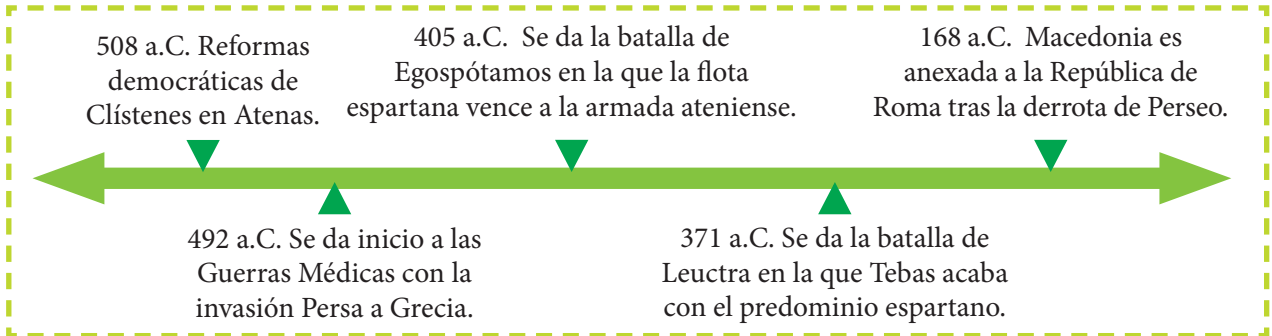 508 a.C. Reformas
democráticas de
Clístenes en Atenas.
405 a.C.  Se da la batalla de
Egospótamos en la que la flota
espartana vence a la armada ateniense.
168 a.C.  Macedonia es
anexada a la República de
Roma tras la derrota de Perseo.
492 a.C. Se da inicio a las
Guerras Médicas con la
invasión Persa a Grecia.
371 a.C. Se da la batalla de
Leuctra en la que Tebas acaba
con el predominio espartano.